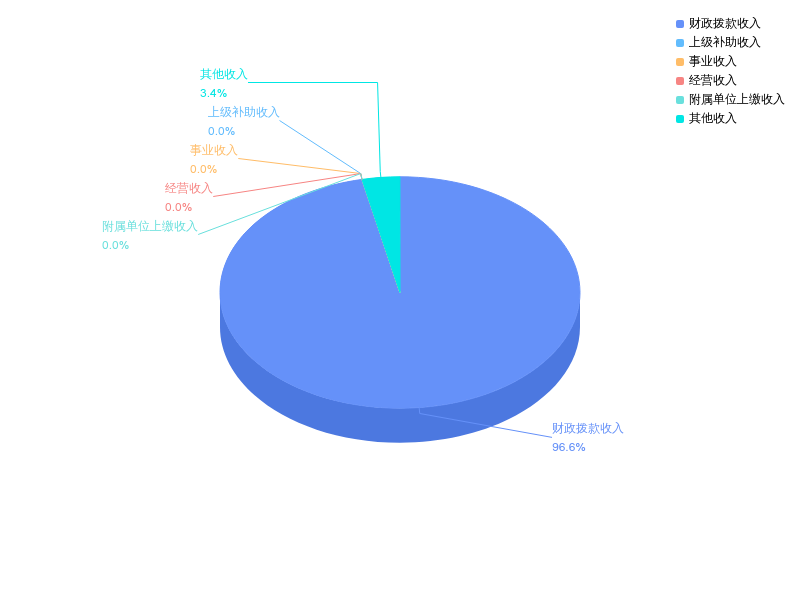 财政拨款收入
上级补助收入
事业收入
经营收入
附属单位上缴收入
其他收入
其他收入
3.4%
上级补助收入
0.0%
事业收入
0.0%
经营收入
0.0%
附属单位上缴收入
0.0%
财政拨款收入
96.6%